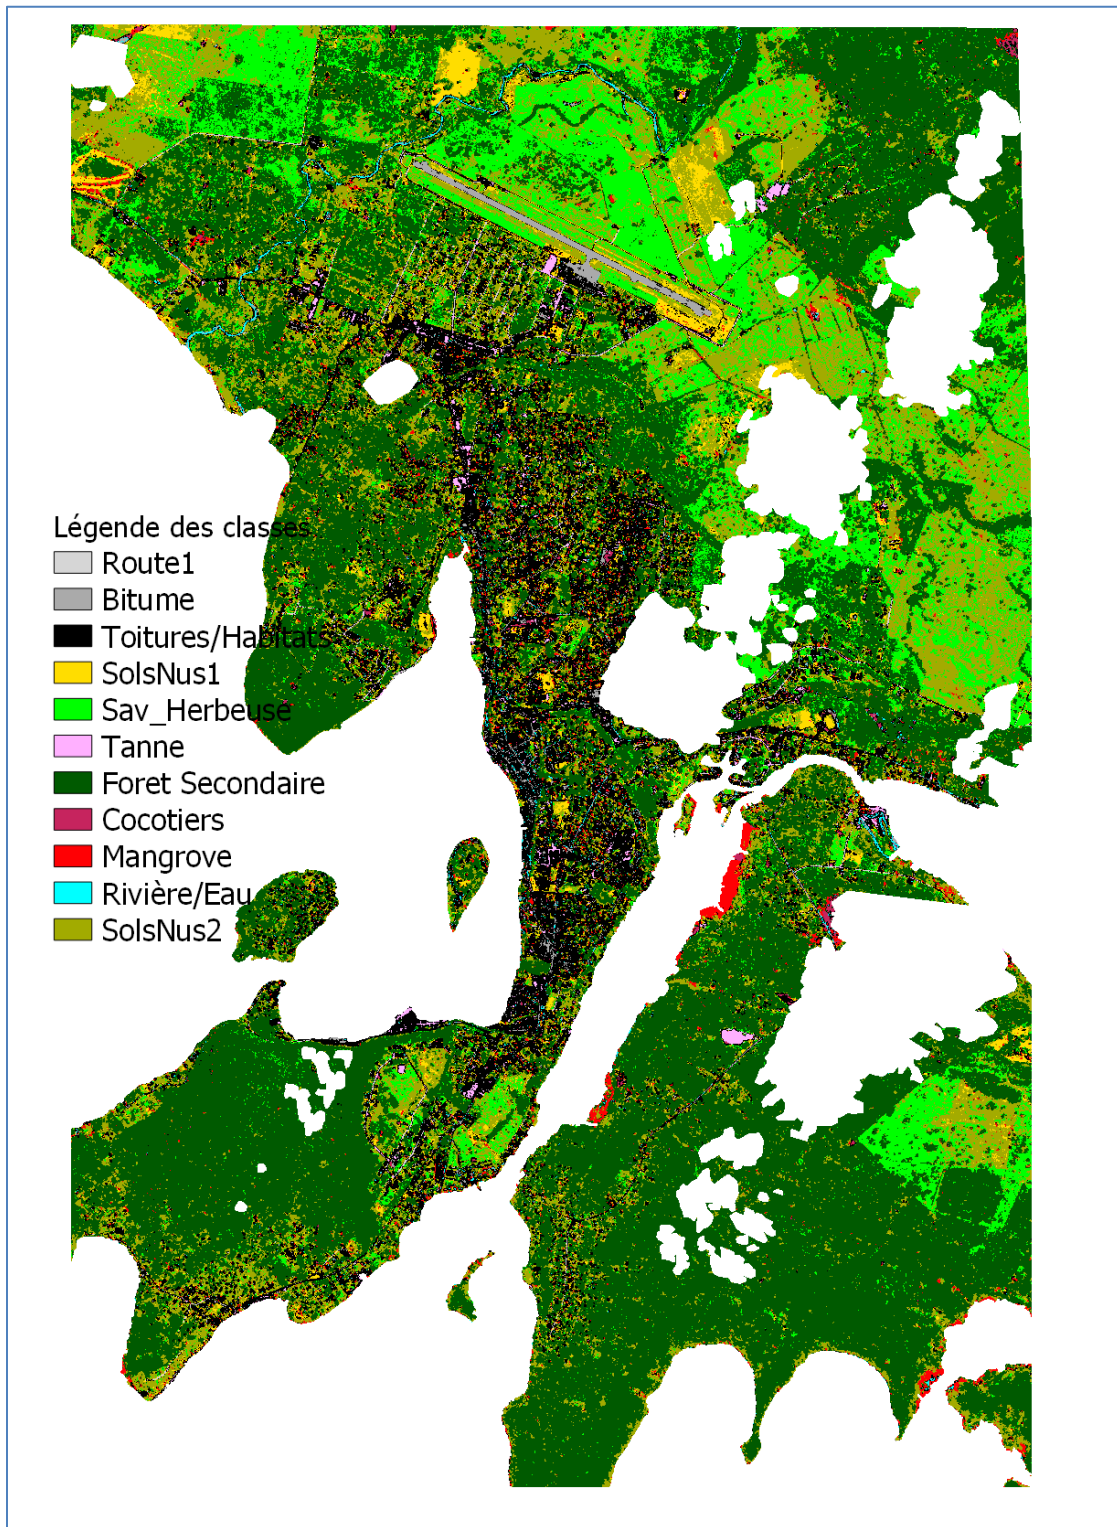 Légende des classes
Route1
Bitume
Toitures/Habitats
SolsNus1
Sav_Herbeuse
Tanne
Foret Secondaire
Cocotiers
Mangrove
Rivière/Eau
SolsNus2